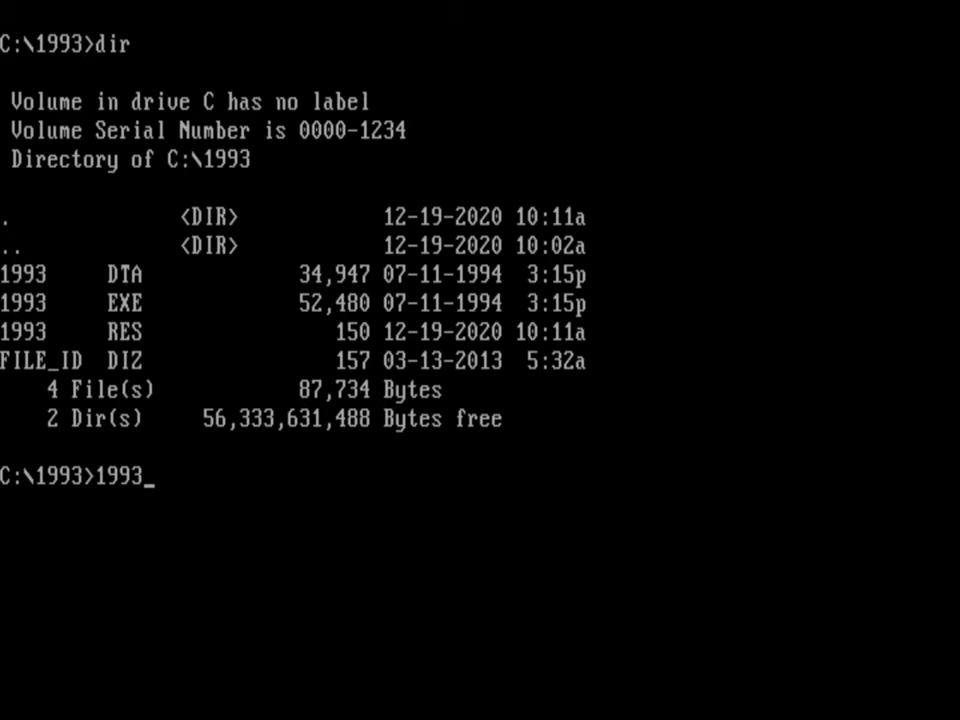 C:\1993>dir
Volume in drive C has no label
Volume Serial Number is 0000-1234
Directory of C:\1993
. <DIR> 12-19-2020 10:11a
.. <DIR> 12-19-2020 10:02a
1993 DTA 34,947 07-11-1994 3:15p
1993 EXE 52,480 07-11-1994 3:15p
1993 RES 150 12-19-2020 10:11a
FILE_ID DIZ 157 03-13-2013 5:32a
4 File(s) 87,734 Bytes
2 Dir(s) 56,333,631,488 Bytes free
C:\1993>1993_